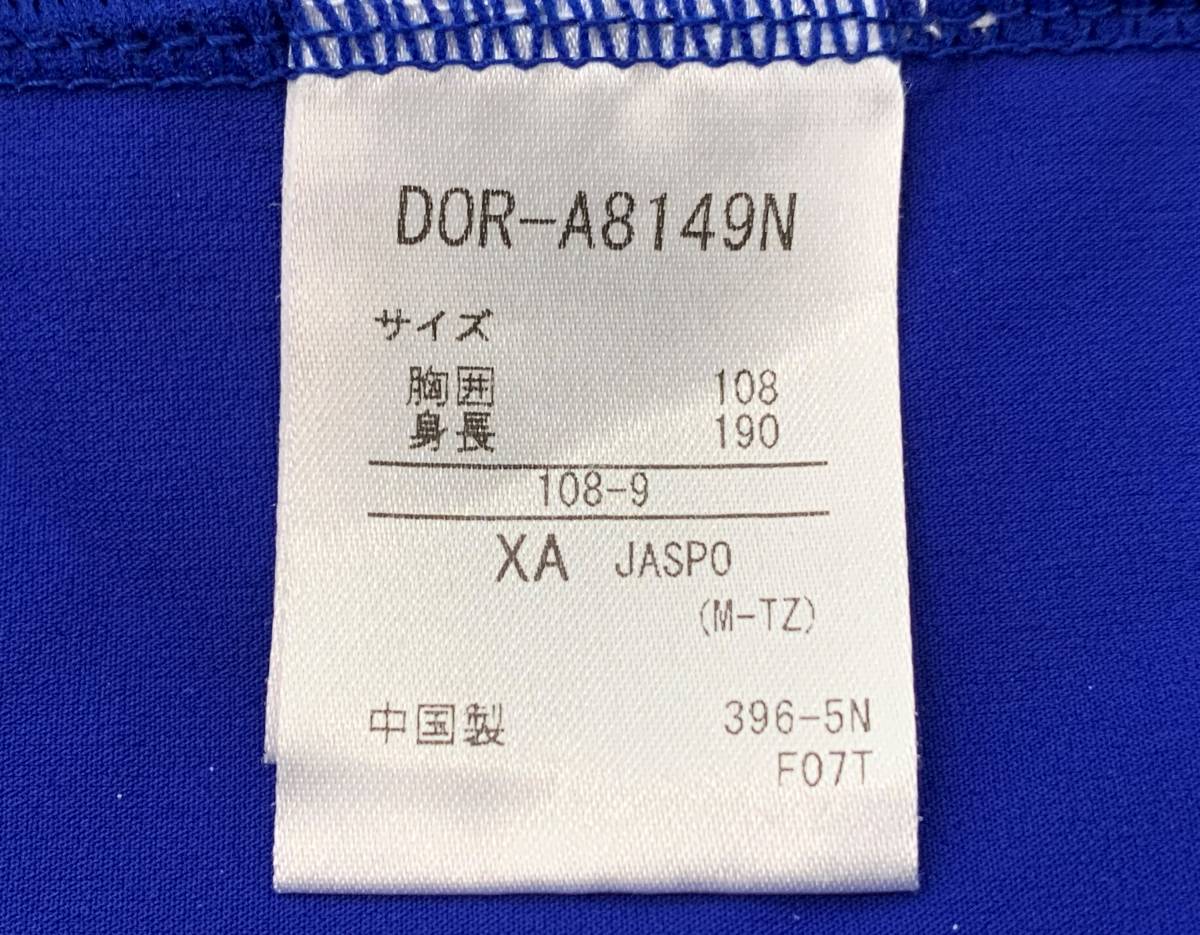 DOR-A8149N
サイズ
胸囲 108
身長 190
108-9
XA JASPO
(M-TZ)
中国製 396-5N
F07T